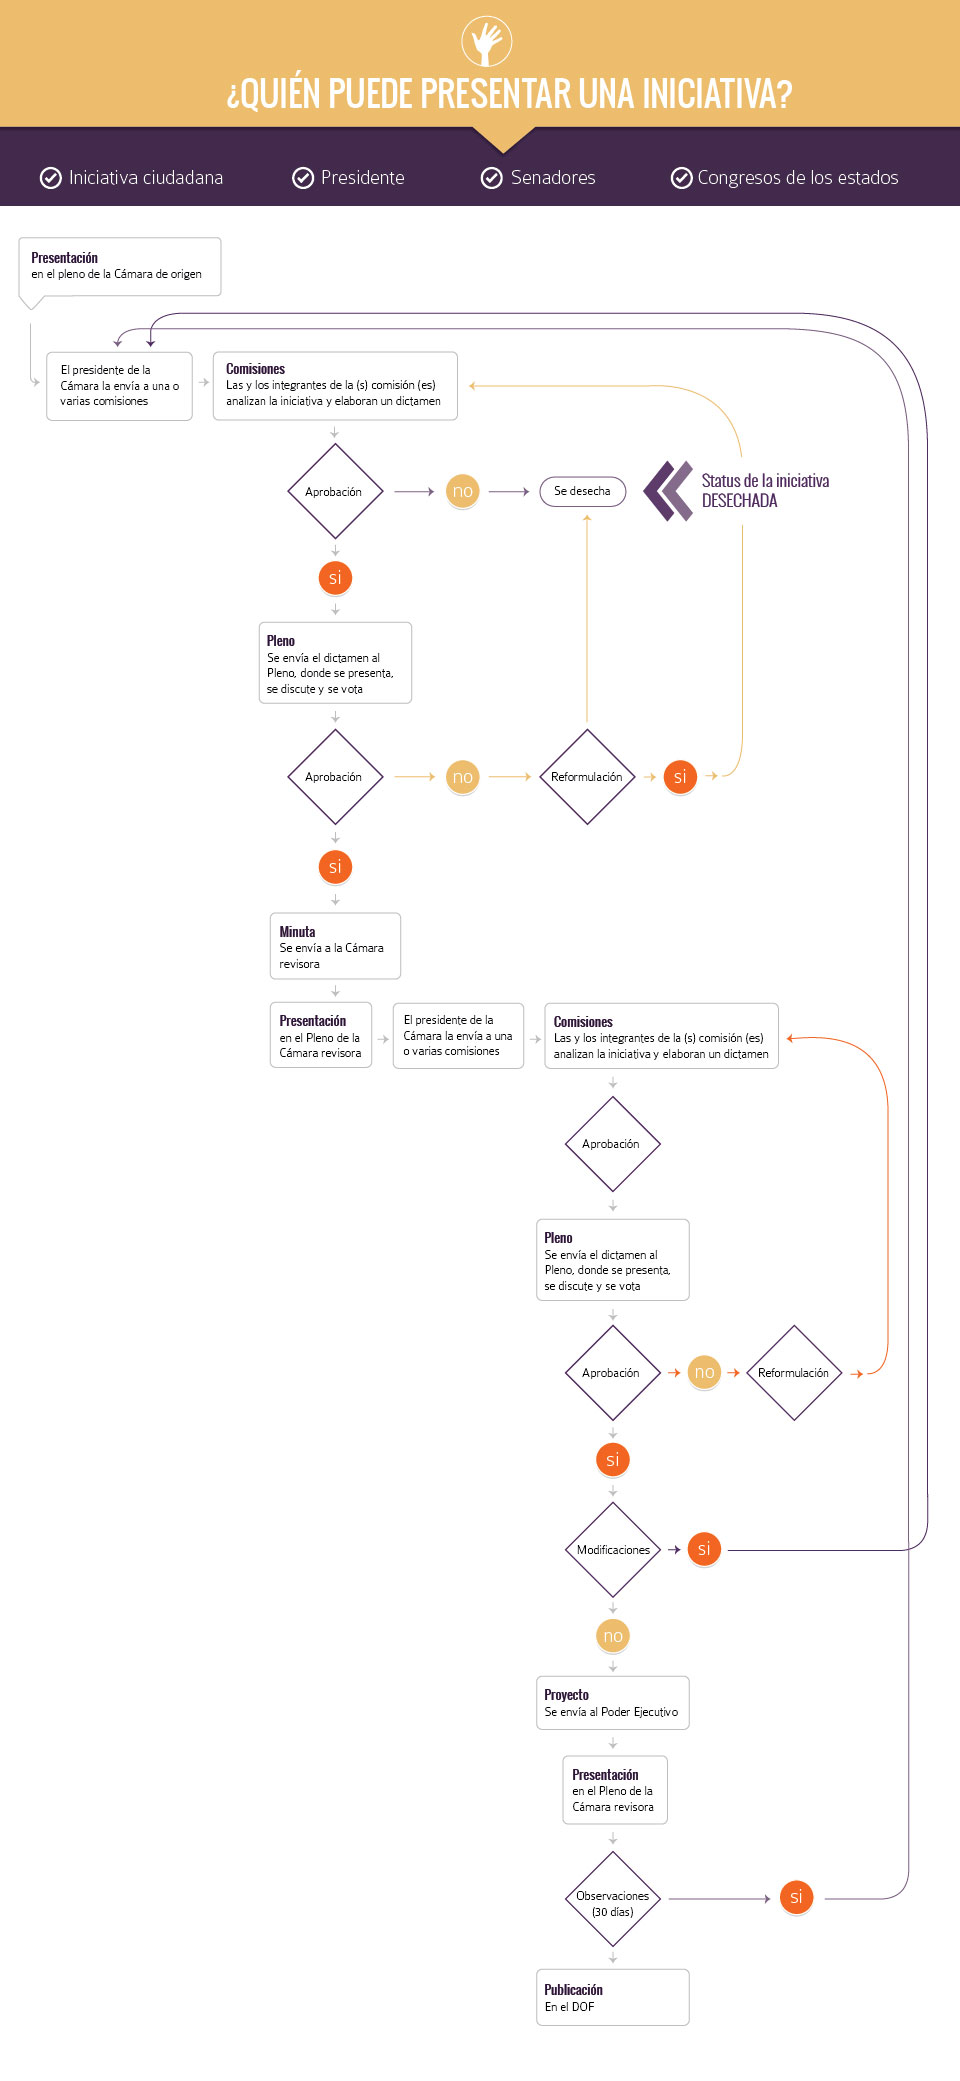 ¿QUIÉN PUEDE PRESENTAR UNA INICIATIVA?
Iniciativa ciudadana
Presidente
Senadores
Congresos de los estados
Presentación
en el pleno de la Cámara de origen
El presidente de la
Cámara la envía a una o
varias comisiones
Comisiones
Las y los integrantes de la (s) comisión (es)
analizan la iniciativa y elaboran un dictamen
Aprobación
no
Se desecha
Status de la iniciativa
DESECHADA
si
Pleno
Se envía el dictamen al
Pleno, donde se presenta,
se discute y se vota
Aprobación
no
Reformulación
si
si
Minuta
Se envía a la Cámara
revisora
Presentación
en el Pleno de la
Cámara revisora
El presidente de la
Cámara la envía a una
o varias comisiones
Comisiones
Las y los integrantes de la (s) comisión (es)
analizan la iniciativa y elaboran un dictamen
Aprobación
Pleno
Se envía el dictamen al
Pleno, donde se presenta,
se discute y se vota
Aprobación
no
Reformulación
si
Modificaciones
si
no
Proyecto
Se envía al Poder Ejecutivo
Presentación
en el Pleno de la
Cámara revisora
Observaciones
(30 días)
si
Publicación
En el DOF